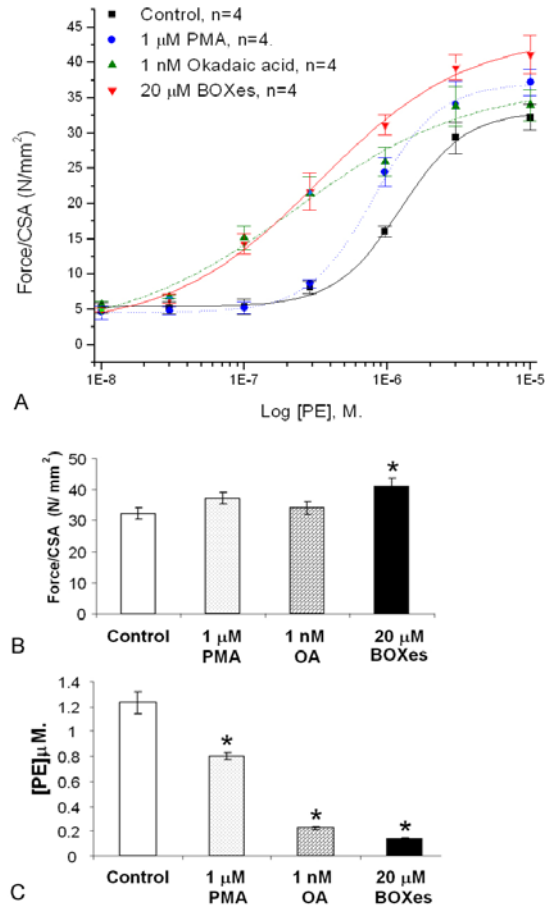 Control, n=4
1 μM PMA, n=4.
1 nM Okadaic acid, n=4
20 μM BOXes, n=4
45
40
35
30
25
20
15
10
5
0
Force/CSA (N/mm²)
1E-8 1E-7 1E-6 1E-5
Log [PE], M.
A
50
40
30
20
10
0
Force/CSA (N/ mm²)
*
Control 1 μM PMA 1 nM OA 20 μM BOXes
B
1.4
1.2
1
0.8
0.6
0.4
0.2
0
[PE]μM.
* * *
Control 1 μM PMA 1 nM OA 20 μM BOXes
C